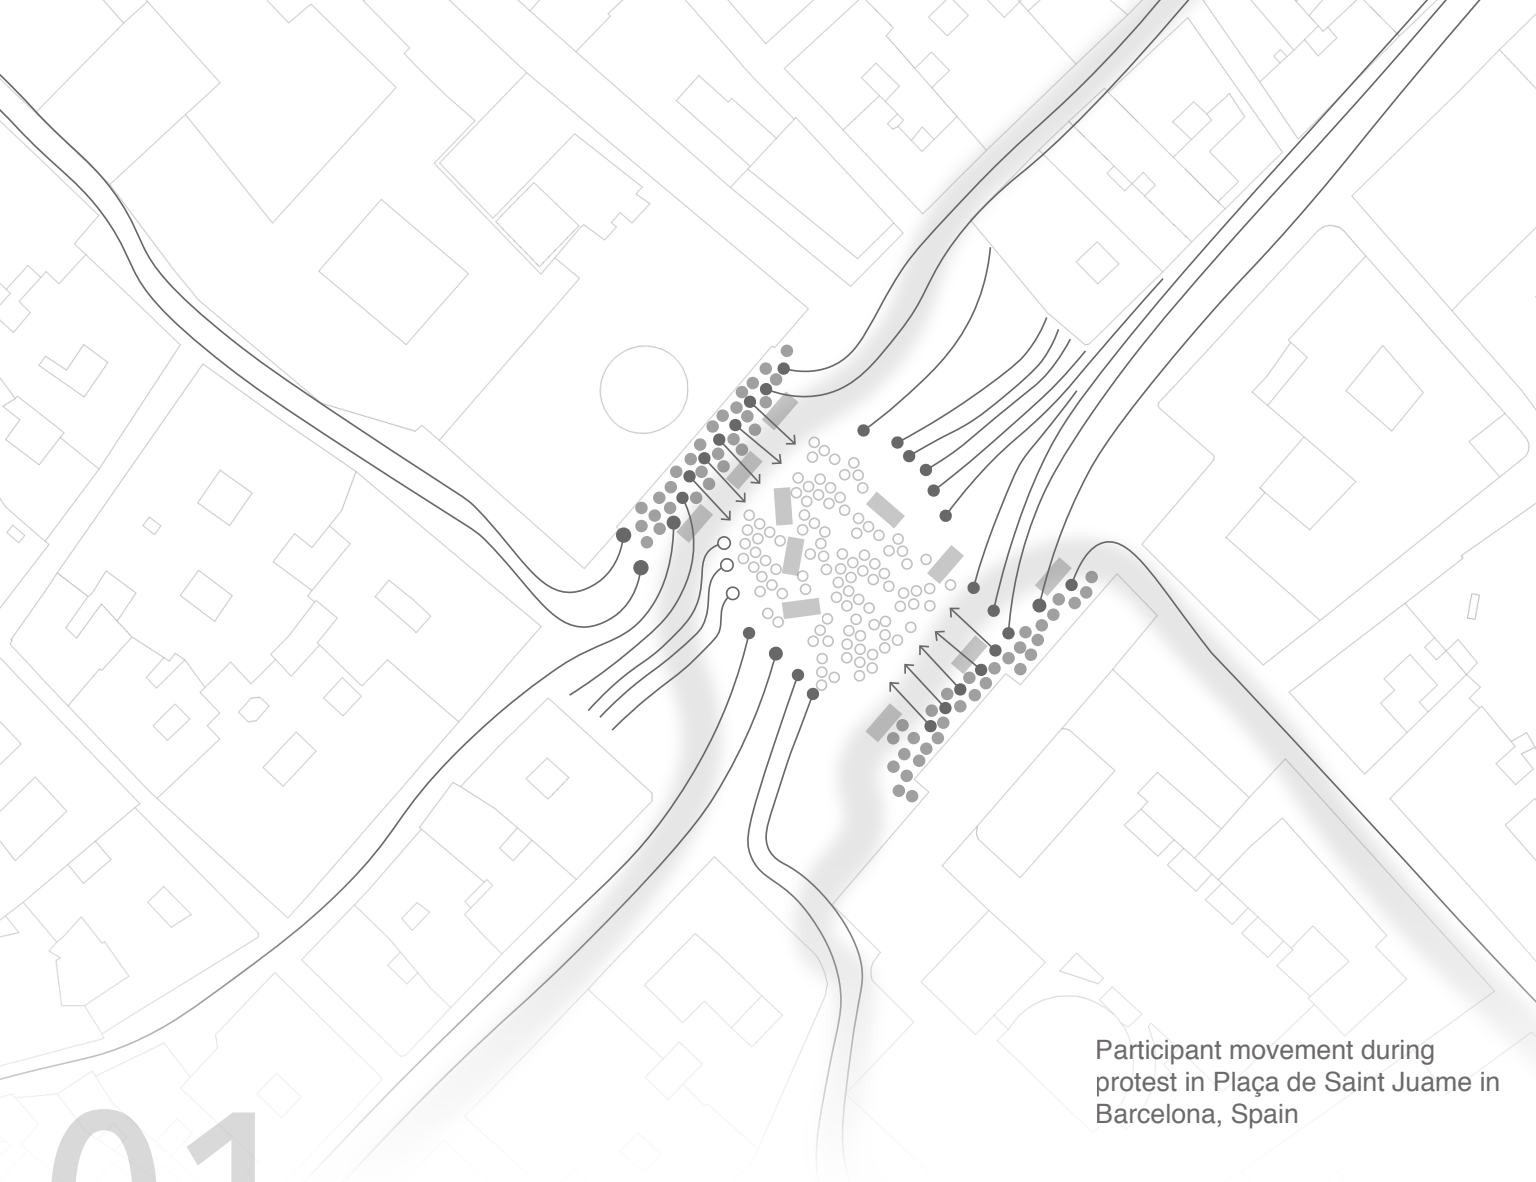 Participant movement during
protest in Plaça de Saint Juame in
Barcelona, Spain
01